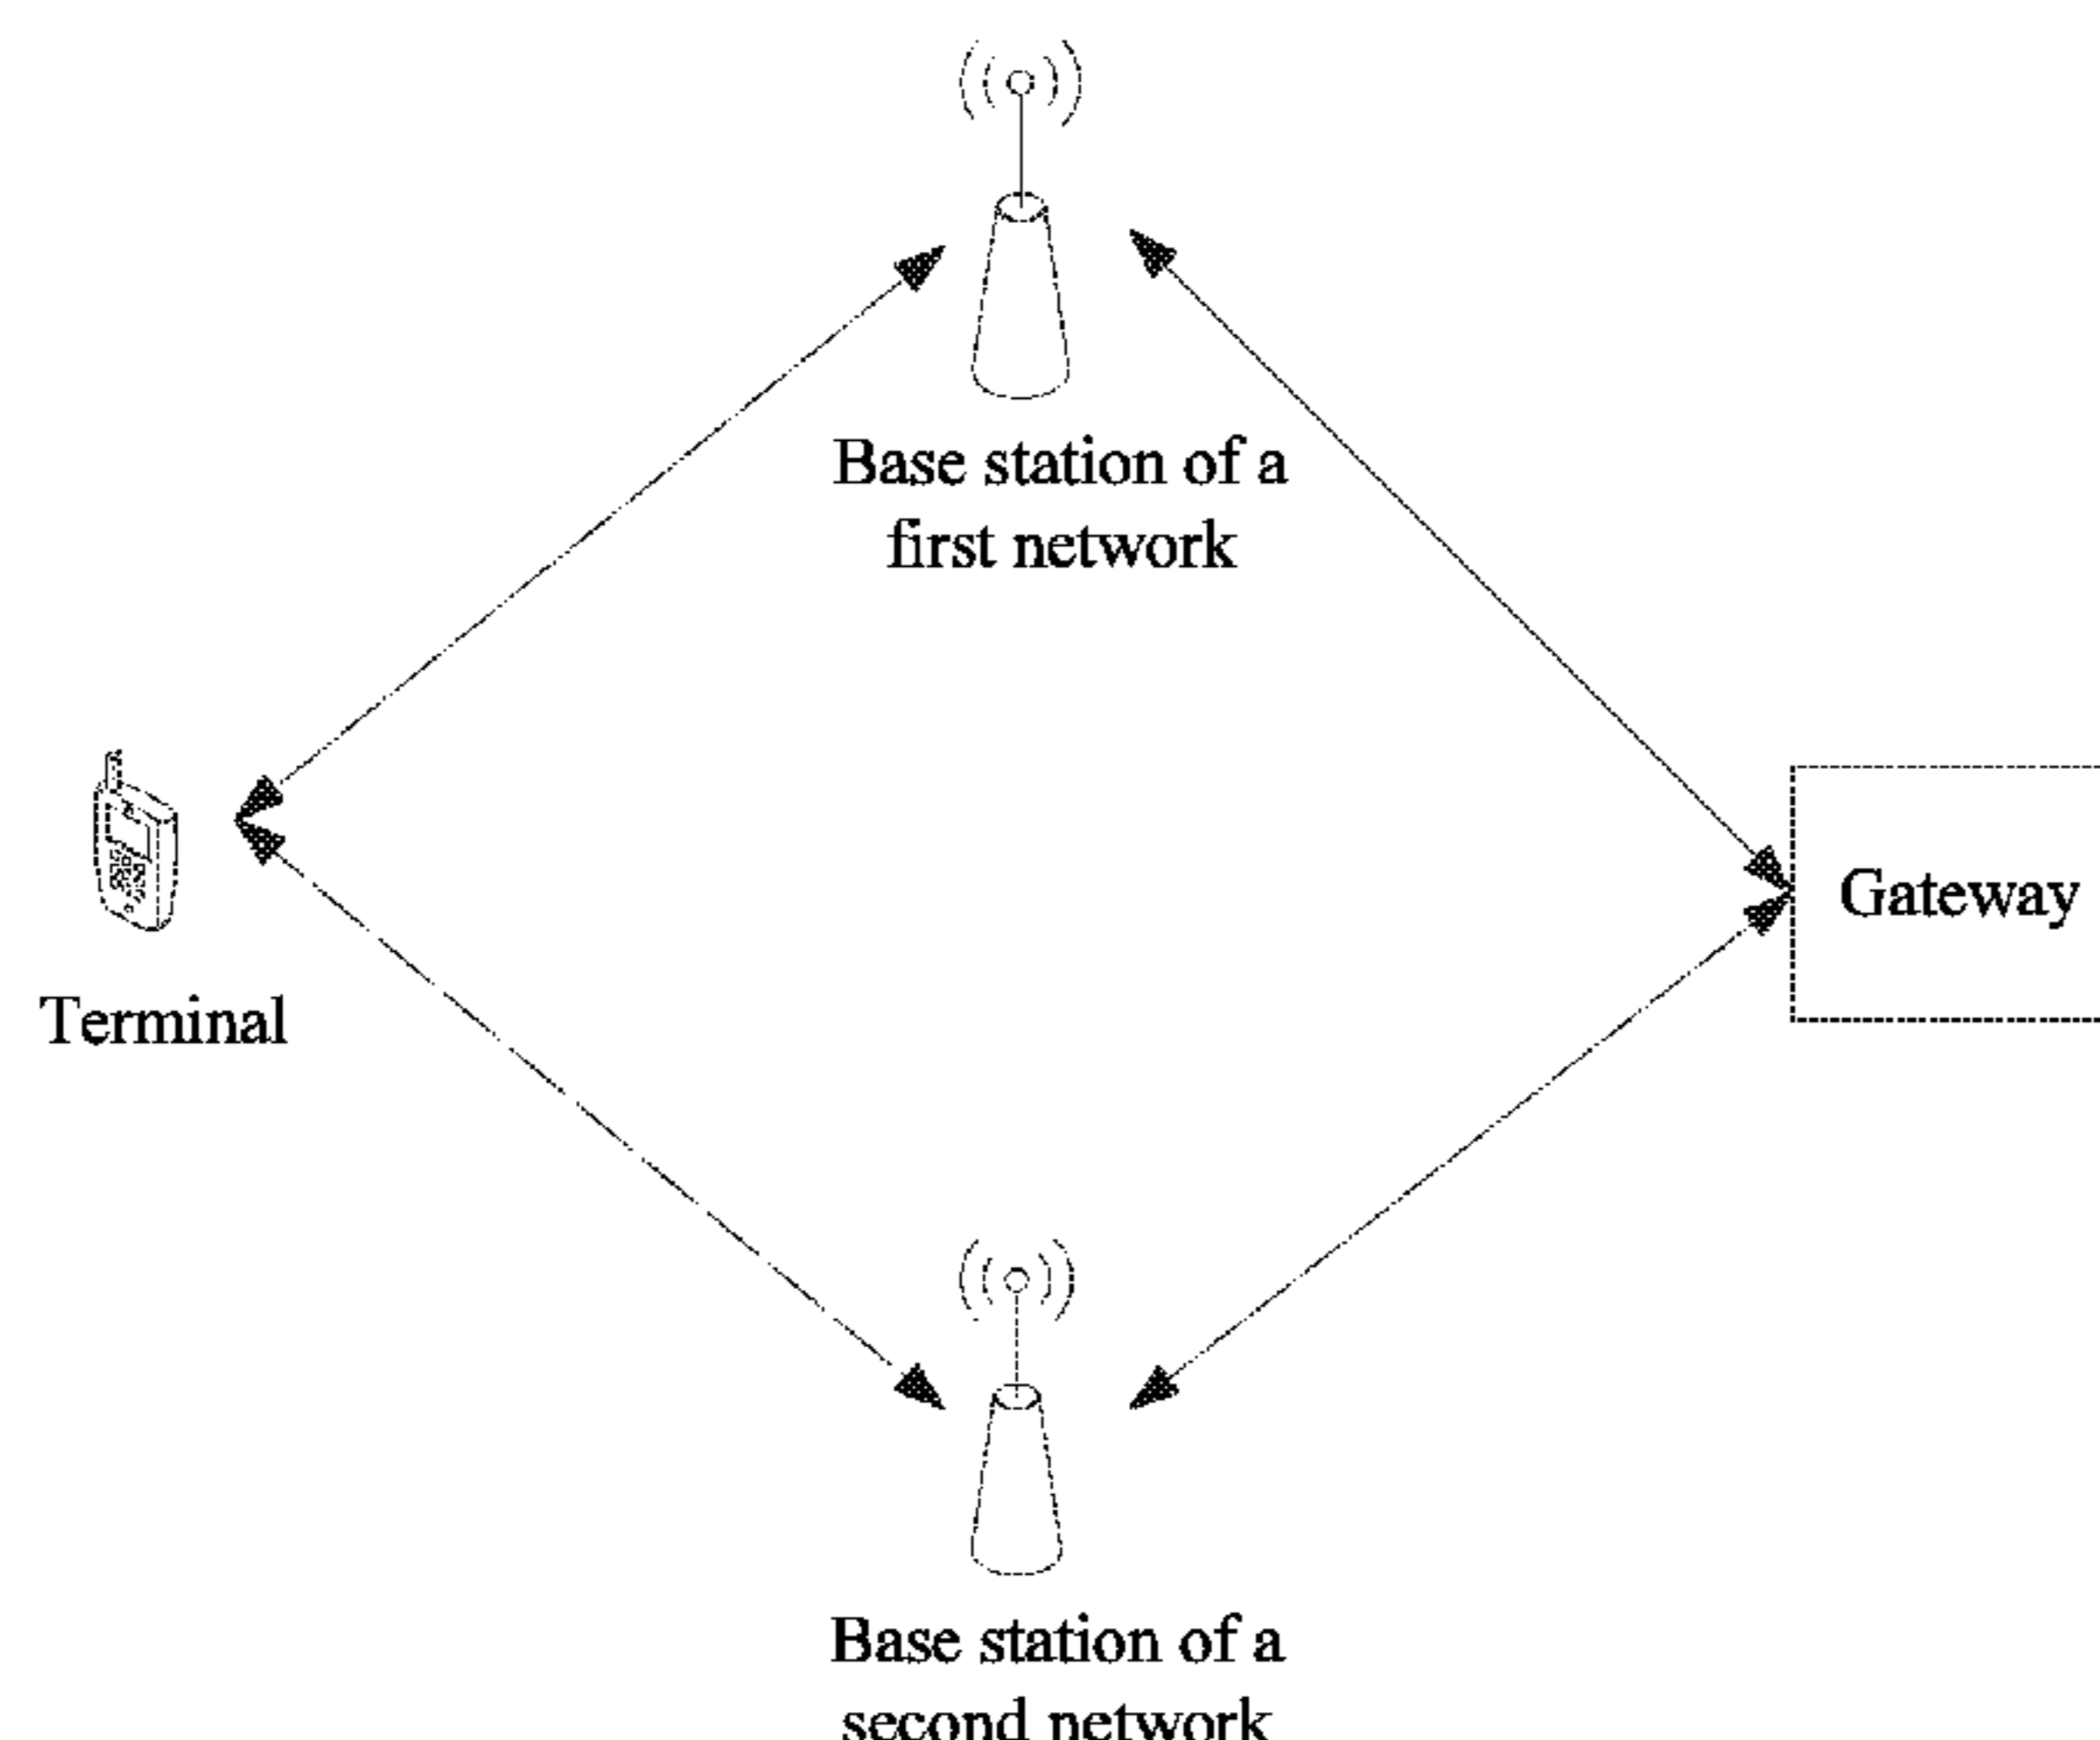 Base station of a
first network
Gateway
Terminal
Base station of a
second network